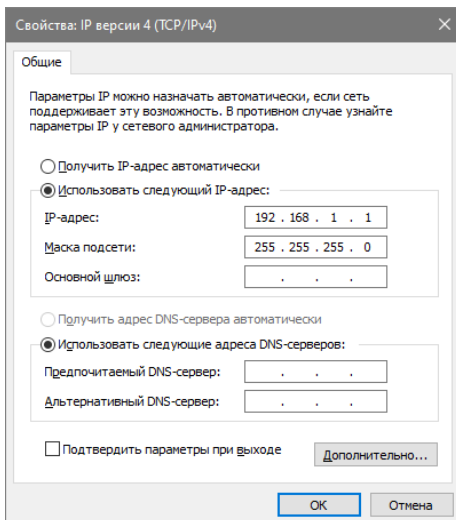 Свойства: IP версии 4 (TCP/IPv4)
Общие
Параметры IP можно назначать автоматически, если сеть
поддерживает эту возможность. В противном случае узнайте
параметры IP у сетевого администратора.
Получить IP-адрес автоматически
Использовать следующий IP-адрес:
IP-адрес: 192 . 168 . 1 . 1
Маска подсети: 255 . 255 . 255 . 0
Основной шлюз: . . .
Получить адрес DNS-сервера автоматически
Использовать следующие адреса DNS-серверов:
Предпочитаемый DNS-сервер: . . .
Альтернативный DNS-сервер: . . .
Подтвердить параметры при выходе
Дополнительно...
ОК Отмена